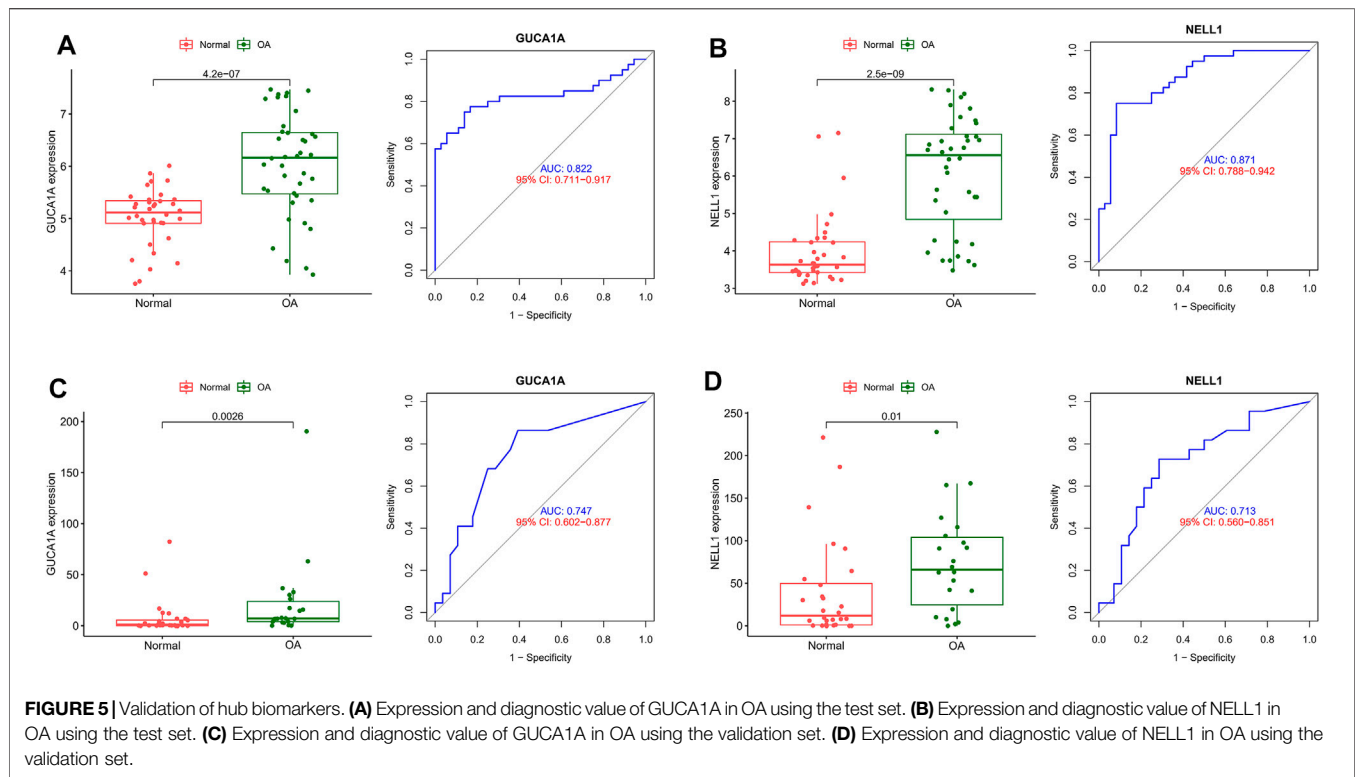 A
Normal
OA
4.2e−07
GUCA1A expression
7
6
5
4
Normal
OA
GUCA1A
Sensitivity
1.0
0.8
0.6
0.4
0.2
0.0
AUC: 0.822
95% CI: 0.711−0.917
0.0 0.2 0.4 0.6 0.8 1.0
1 − Specificity
B
Normal
OA
2.5e−09
NELL1 expression
8
7
6
5
4
3
Normal
OA
NELL1
Sensitivity
1.0
0.8
0.6
0.4
0.2
0.0
AUC: 0.871
95% CI: 0.788−0.942
0.0 0.2 0.4 0.6 0.8 1.0
1 − Specificity
C
Normal
OA
0.0026
GUCA1A expression
200
150
100
50
0
Normal
OA
GUCA1A
Sensitivity
1.0
0.8
0.6
0.4
0.2
0.0
AUC: 0.747
95% CI: 0.602−0.877
0.0 0.2 0.4 0.6 0.8 1.0
1 − Specificity
D
Normal
OA
0.01
NELL1 expression
250
200
150
100
50
0
Normal
OA
NELL1
Sensitivity
1.0
0.8
0.6
0.4
0.2
0.0
AUC: 0.713
95% CI: 0.560−0.851
0.0 0.2 0.4 0.6 0.8 1.0
1 − Specificity
FIGURE 5 | Validation of hub biomarkers. (A) Expression and diagnostic value of GUCA1A in OA using the test set. (B) Expression and diagnostic value of NELL1 in
OA using the test set. (C) Expression and diagnostic value of GUCA1A in OA using the validation set. (D) Expression and diagnostic value of NELL1 in OA using the
validation set.